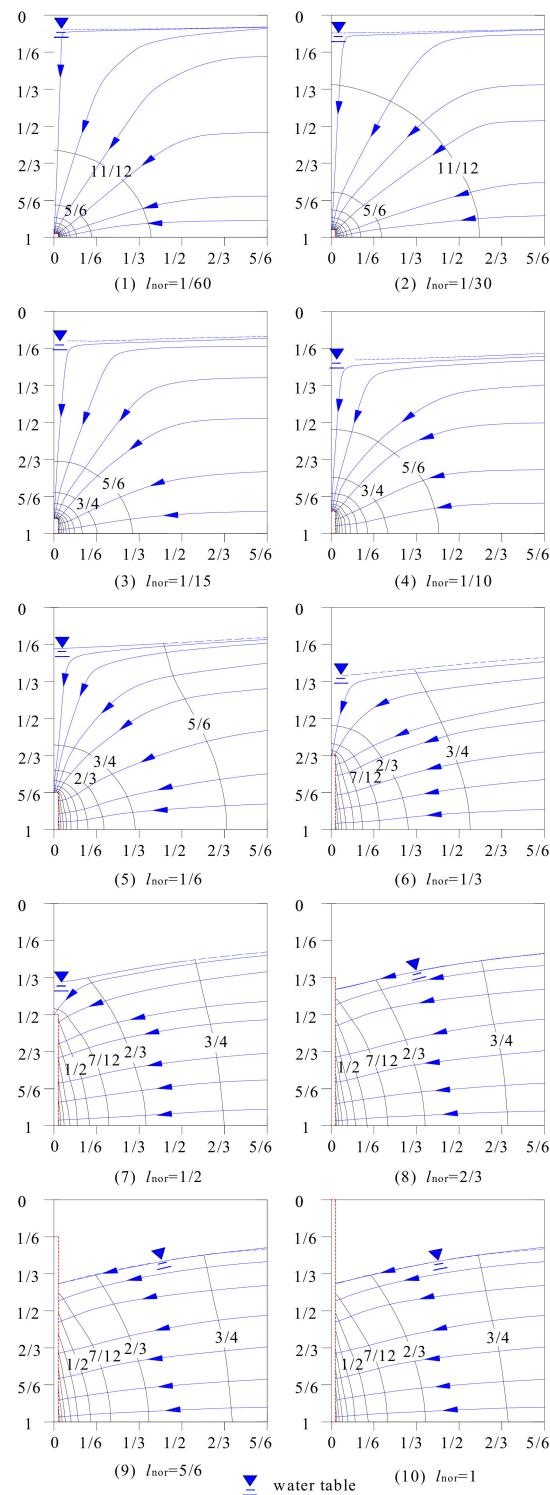 0 0
1/6 1/6
1/3 1/3
1/2 1/2
2/3 11/12 2/3 11/12
5/6 5/6 5/6 5/6
1 1
0 1/6 1/3 1/2 2/3 5/6 0 1/6 1/3 1/2 2/3 5/6
(1) lnor=1/60 (2) lnor=1/30
0 0
1/6 1/6
1/3 1/3
1/2 1/2
2/3 5/6 2/3 5/6
5/6 3/4 5/6 3/4
1 1
0 1/6 1/3 1/2 2/3 5/6 0 1/6 1/3 1/2 2/3 5/6
(3) lnor=1/15 (4) lnor=1/10
0 0
1/6 1/6
1/3 1/3
1/2 5/6 1/2
2/3 3/4 2/3 2/3 3/4
5/6 2/3 5/6 7/12
1 1
0 1/6 1/3 1/2 2/3 5/6 0 1/6 1/3 1/2 2/3 5/6
(5) lnor=1/6 (6) lnor=1/3
0 0
1/6 1/6
1/3 1/3
1/2 1/2
2/3 1/2 7/12 2/3 3/4 2/3 1/2 7/12 2/3 3/4
5/6 5/6
1 1
0 1/6 1/3 1/2 2/3 5/6 0 1/6 1/3 1/2 2/3 5/6
(7) lnor=1/2 (8) lnor=2/3
0 0
1/6 1/6
1/3 1/3
1/2 1/2
2/3 1/2 7/12 2/3 3/4 2/3 1/2 7/12 2/3 3/4
5/6 5/6
1 1
0 1/6 1/3 1/2 2/3 5/6 0 1/6 1/3 1/2 2/3 5/6
(9) lnor=5/6 (10) lnor=1
water table